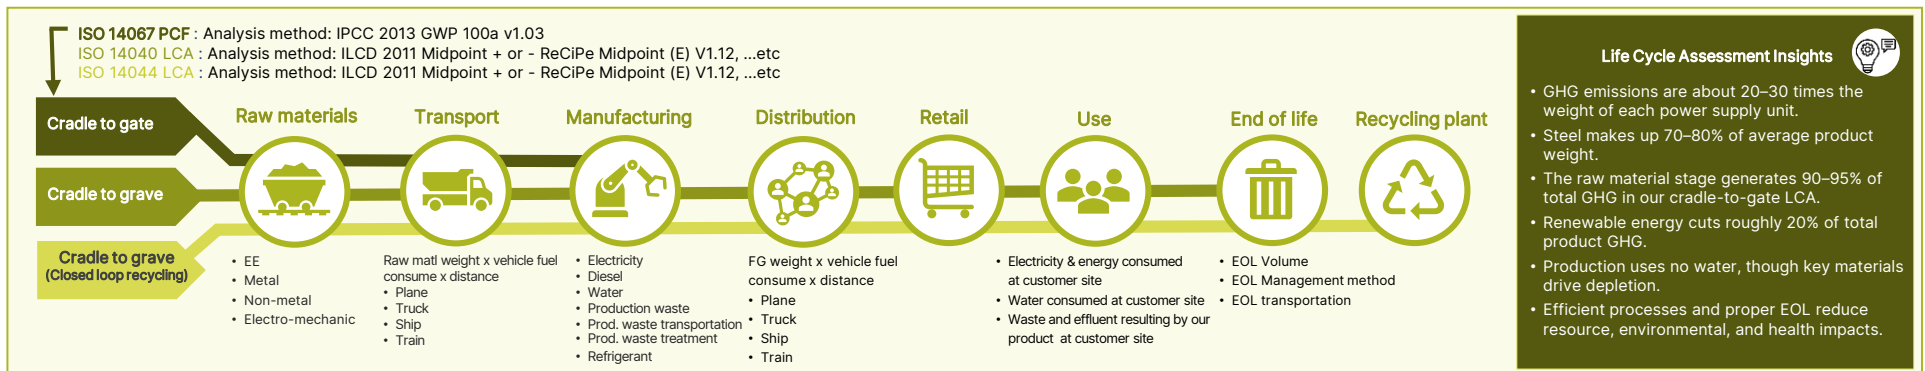 ISO 14067 PCF : Analysis method: IPCC 2013 GWP 100a v1.03
ISO 14040 LCA : Analysis method: ILCD 2011 Midpoint + or - ReCiPe Midpoint (E) V1.12, ...etc
ISO 14044 LCA : Analysis method: ILCD 2011 Midpoint + or - ReCiPe Midpoint (E) V1.12, ...etc
Cradle to gate
Cradle to grave
Cradle to grave
(Closed loop recycling)
Raw materials
• EE
• Metal
• Non-metal
• Electro-mechanic
Transport
Raw matl weight x vehicle fuel
consume x distance
• Plane
• Truck
• Ship
• Train
Manufacturing
• Electricity
• Diesel
• Water
• Production waste
• Prod. waste transportation
• Prod. waste treatment
• Refrigerant
Distribution
FG weight x vehicle fuel
consume x distance
• Plane
• Truck
• Ship
• Train
Retail
Use
• Electricity & energy consumed
at customer site
• Water consumed at customer site
• Waste and effluent resulting by our
product at customer site
End of life
• EOL Volume
• EOL Management method
• EOL transportation
Recycling plant
Life Cycle Assessment Insights
• GHG emissions are about 20–30 times the
weight of each power supply unit.
• Steel makes up 70–80% of average product
weight.
• The raw material stage generates 90–95% of
total GHG in our cradle-to-gate LCA.
• Renewable energy cuts roughly 20% of total
product GHG.
• Production uses no water, though key materials
drive depletion.
• Efficient processes and proper EOL reduce
resource, environmental, and health impacts.